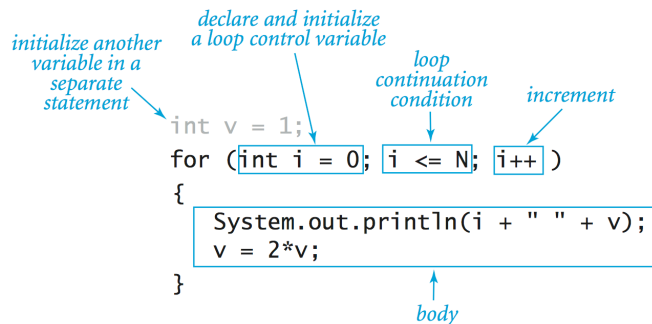 declare and initialize
a loop control variable
initialize another
variable in a
separate
statement
loop
continuation
condition
increment
int v = 1;
for (int i = 0; i <= N; i++ )
{
System.out.println(i + " " + v);
v = 2*v;
}
body